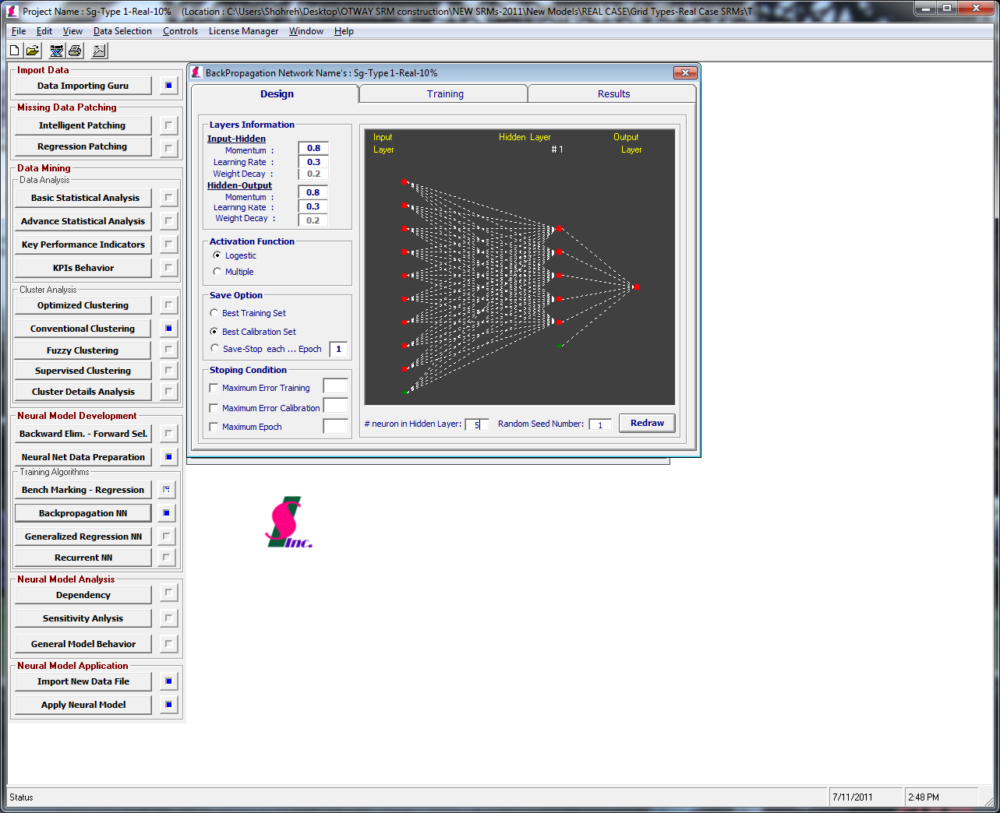 Project Name : Sg-Type 1-Real-10%    (Location : C:\Users\Shohreh\Desktop\OTWAY SRM construction\NEW SRMs-2011\New Models\REAL CASE\Grid Types-Real Case SRMs\T
File Edit View Data Selection Controls License Manager Window Help
Import Data
Data Importing Guru
Missing Data Patching
Intelligent Patching
Regression Patching
Data Mining
Data Analysis
Basic Statistical Analysis
Advance Statistical Analysis
Key Performance Indicators
KPIs Behavior
Cluster Analysis
Optimized Clustering
Conventional Clustering
Fuzzy Clustering
Supervised Clustering
Cluster Details Analysis
Neural Model Development
Backward Elim. - Forward Sel.
Neural Net Data Preparation
Training Algorithms
Bench Marking - Regression
Backpropagation NN
Generalized Regression NN
Recurrent NN
Neural Model Analysis
Dependency
Sensitivity Anlysis
General Model Behavior
Neural Model Application
Import New Data File
Apply Neural Model
BackPropagation Network Name's : Sg-Type 1-Real-10%
Design Training Results
Layers Information
Input-Hidden
Momentum : 0.8
Learning Rate : 0.3
Weight Decay : 0.2
Hidden-Output
Momentum : 0.8
Learning Rate : 0.3
Weight Decay : 0.2
Activation Function
Logestic
Multiple
Save Option
Best Training Set
Best Calibration Set
Save-Stop each ... Epoch 1
Stoping Condition
Maximum Error Training
Maximum Error Calibration
Maximum Epoch
Input Hidden Layer Output
Layer # 1 Layer
# neuron in Hidden Layer: 5 Random Seed Number: 1 Redraw
Inc.
Status 7/11/2011 2:48 PM